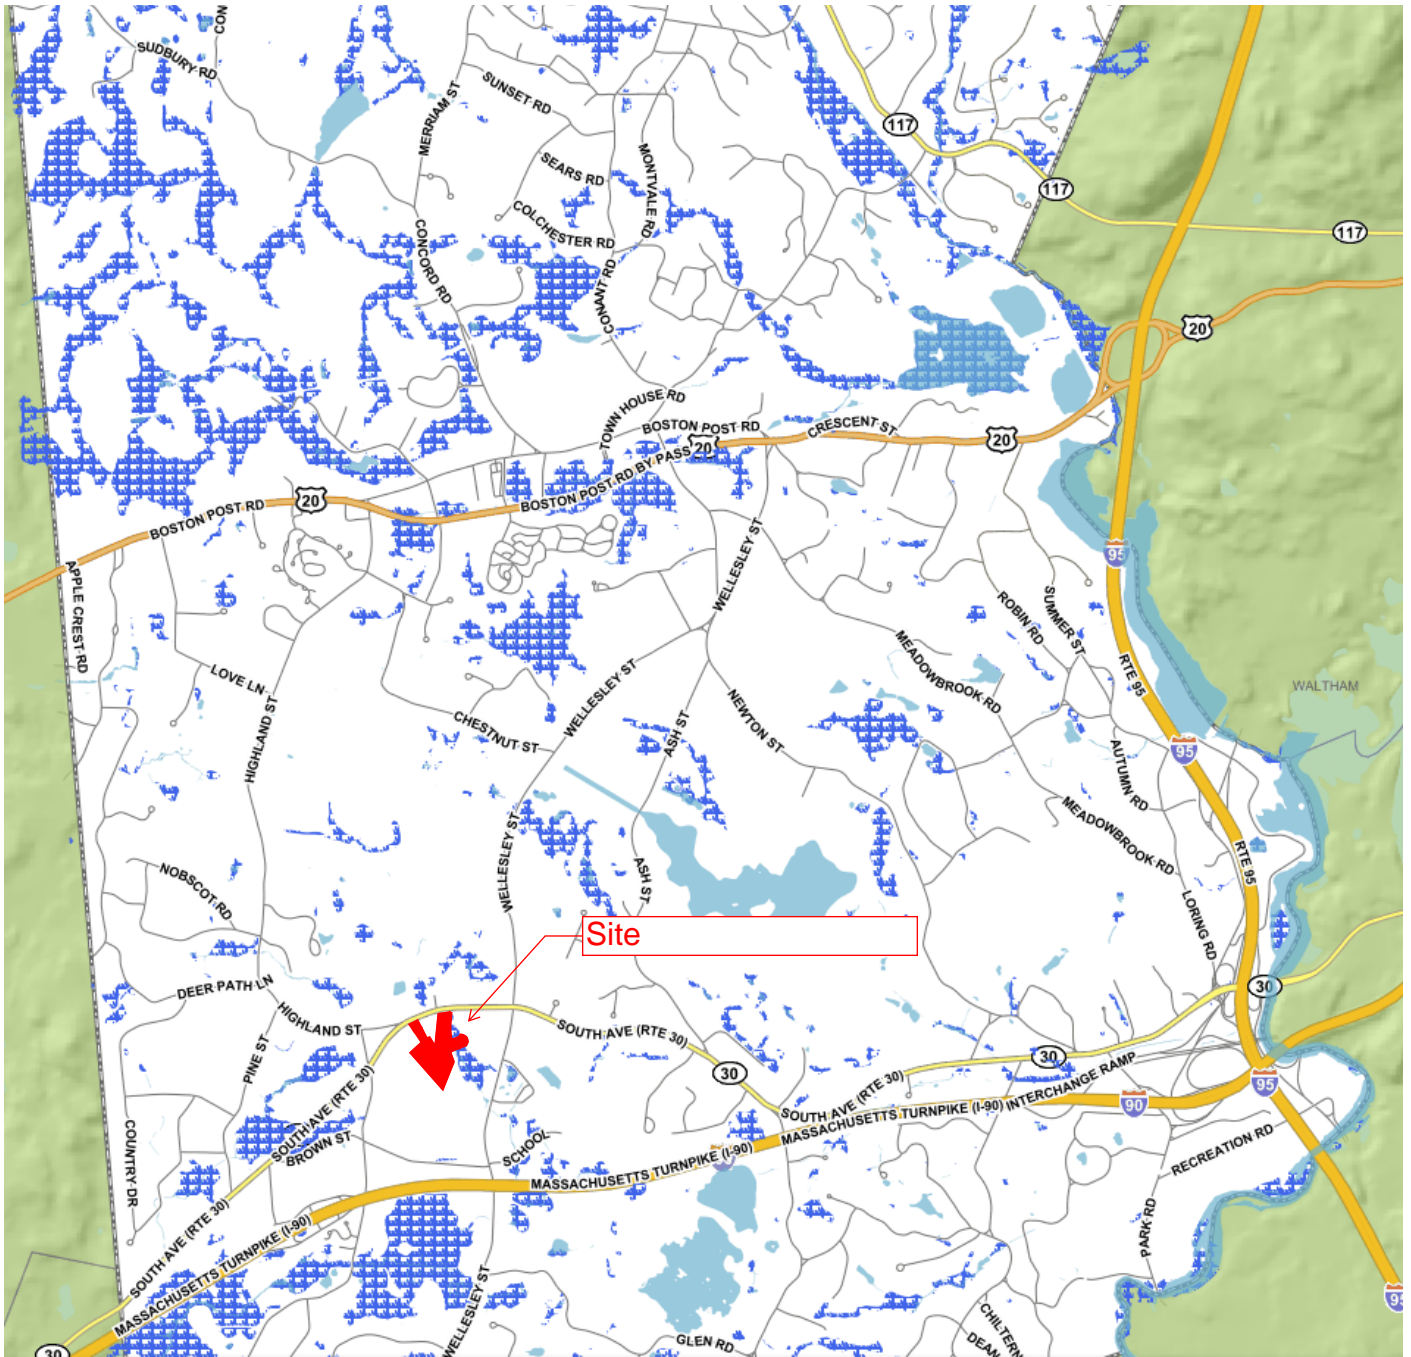 CON
SUDBURY RD
MERRIAM ST
SUNSET RD
117
SEARS RD
MONTVALE RD
117
COLCHESTER RD
117
CONCORD RD
CONANT RD
20
TOWN HOUSE RD
BOSTON POST RD
CRESCENT ST
20
20
BOSTON POST RD BY PASS
20
BOSTON POST RD
95
WELLESLEY ST
APPLE CREST RD
ROBIN RD
SUMMER ST
MEADOWBROOK RD
RTE 95
WALTHAM
LOVE LN
WELLESLEY ST
HIGHLAND ST
CHESTNUT ST
ASH ST
NEWTON ST
95
AUTUMN RD
MEADOWBROOK RD
WELLESLEY ST
RTE 95
NOBSCOT RD
ASH ST
LORING RD
Site
DEER PATH LN
30
HIGHLAND ST
SOUTH AVE (RTE 30)
PINE ST
30
30
SOUTH AVE (RTE 30)
SOUTH AVE (RTE 30)
INTERCHANGE RAMP
95
90
MASSACHUSETTS TURNPIKE (I-90)
COUNTRY DR
BROWN ST
SCHOOL
RECREATION RD
MASSACHUSETTS TURNPIKE (I-90)
SOUTH AVE (RTE 30)
PARK RD
MASSACHUSETTS TURNPIKE (I-90)
WELLESLEY ST
95
CHILTERN
DEAN
GLEN RD
30